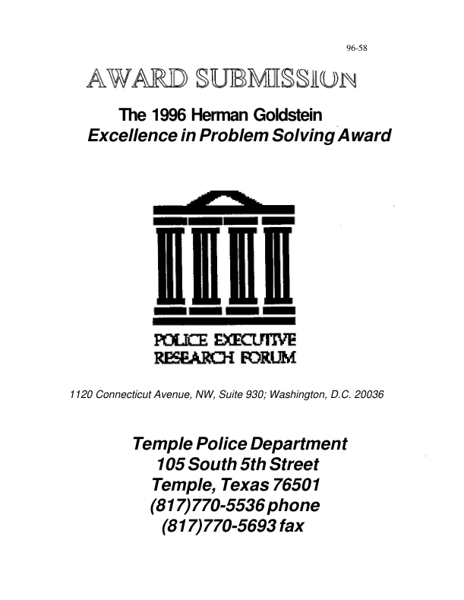 96-58
AWARD SUBMISSION
The 1996 Herman Goldstein
Excellence in Problem Solving Award
POLICE EXECUTIVE
RESEARCH FORUM
1120 Connecticut Avenue, NW, Suite 930; Washington, D.C. 20036
Temple Police Department
105 South 5th Street
Temple, Texas 76501
(817)770-5536 phone
(817)770-5693 fax